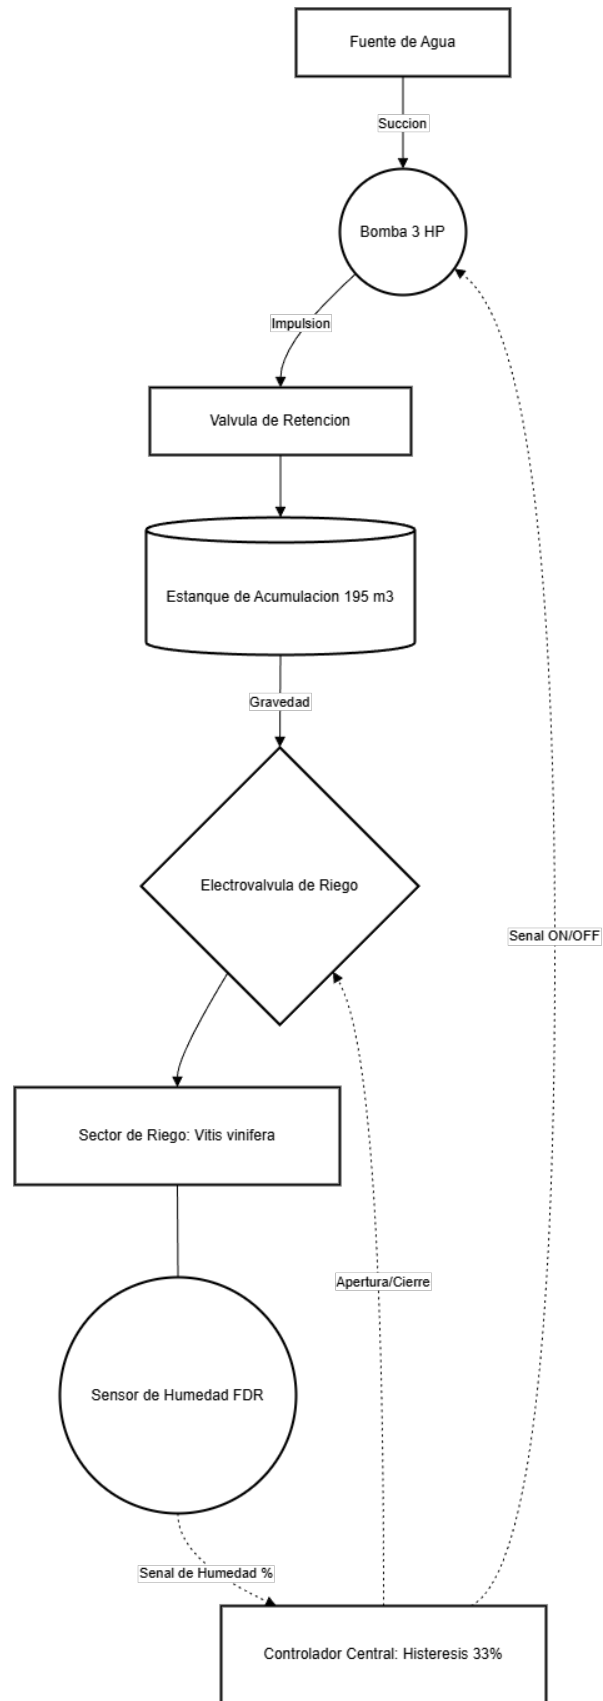 Fuente de Agua
Succion
Bomba 3 HP
Impulsion
Valvula de Retencion
Estanque de Acumulacion 195 m3
Gravedad
Electrovalvula de Riego
Senal ON/OFF
Sector de Riego: Vitis vinifera
Apertura/Cierre
Sensor de Humedad FDR
Senal de Humedad %
Controlador Central: Histeresis 33%